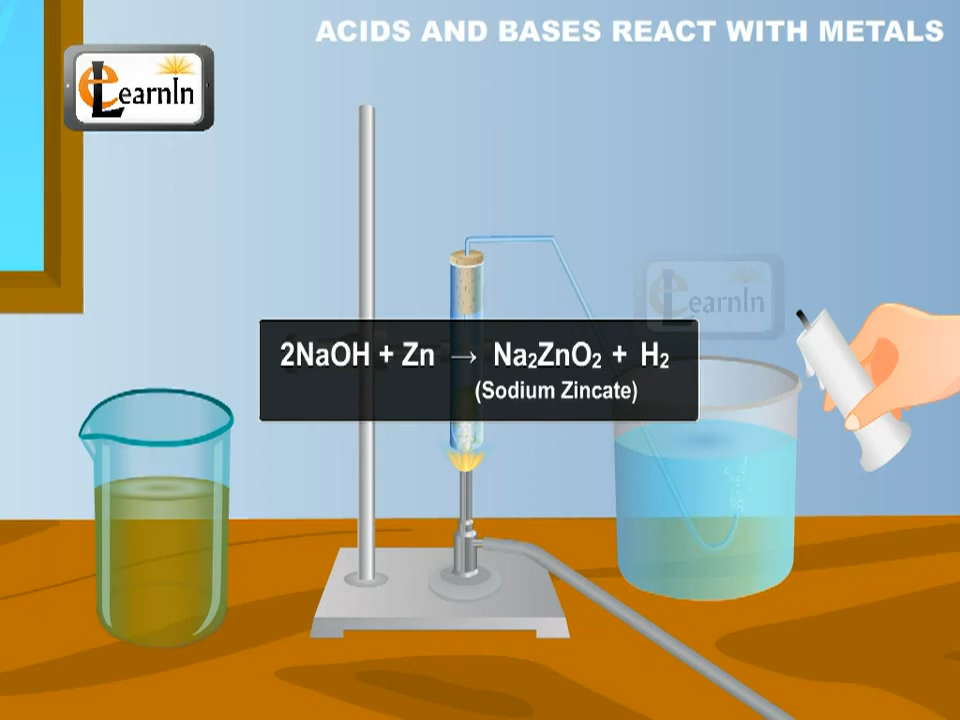 ACIDS AND BASES REACT WITH METALS
eLearnIn
eLearnIn
2NaOH + Zn → Na₂ZnO₂ + H₂
(Sodium Zincate)